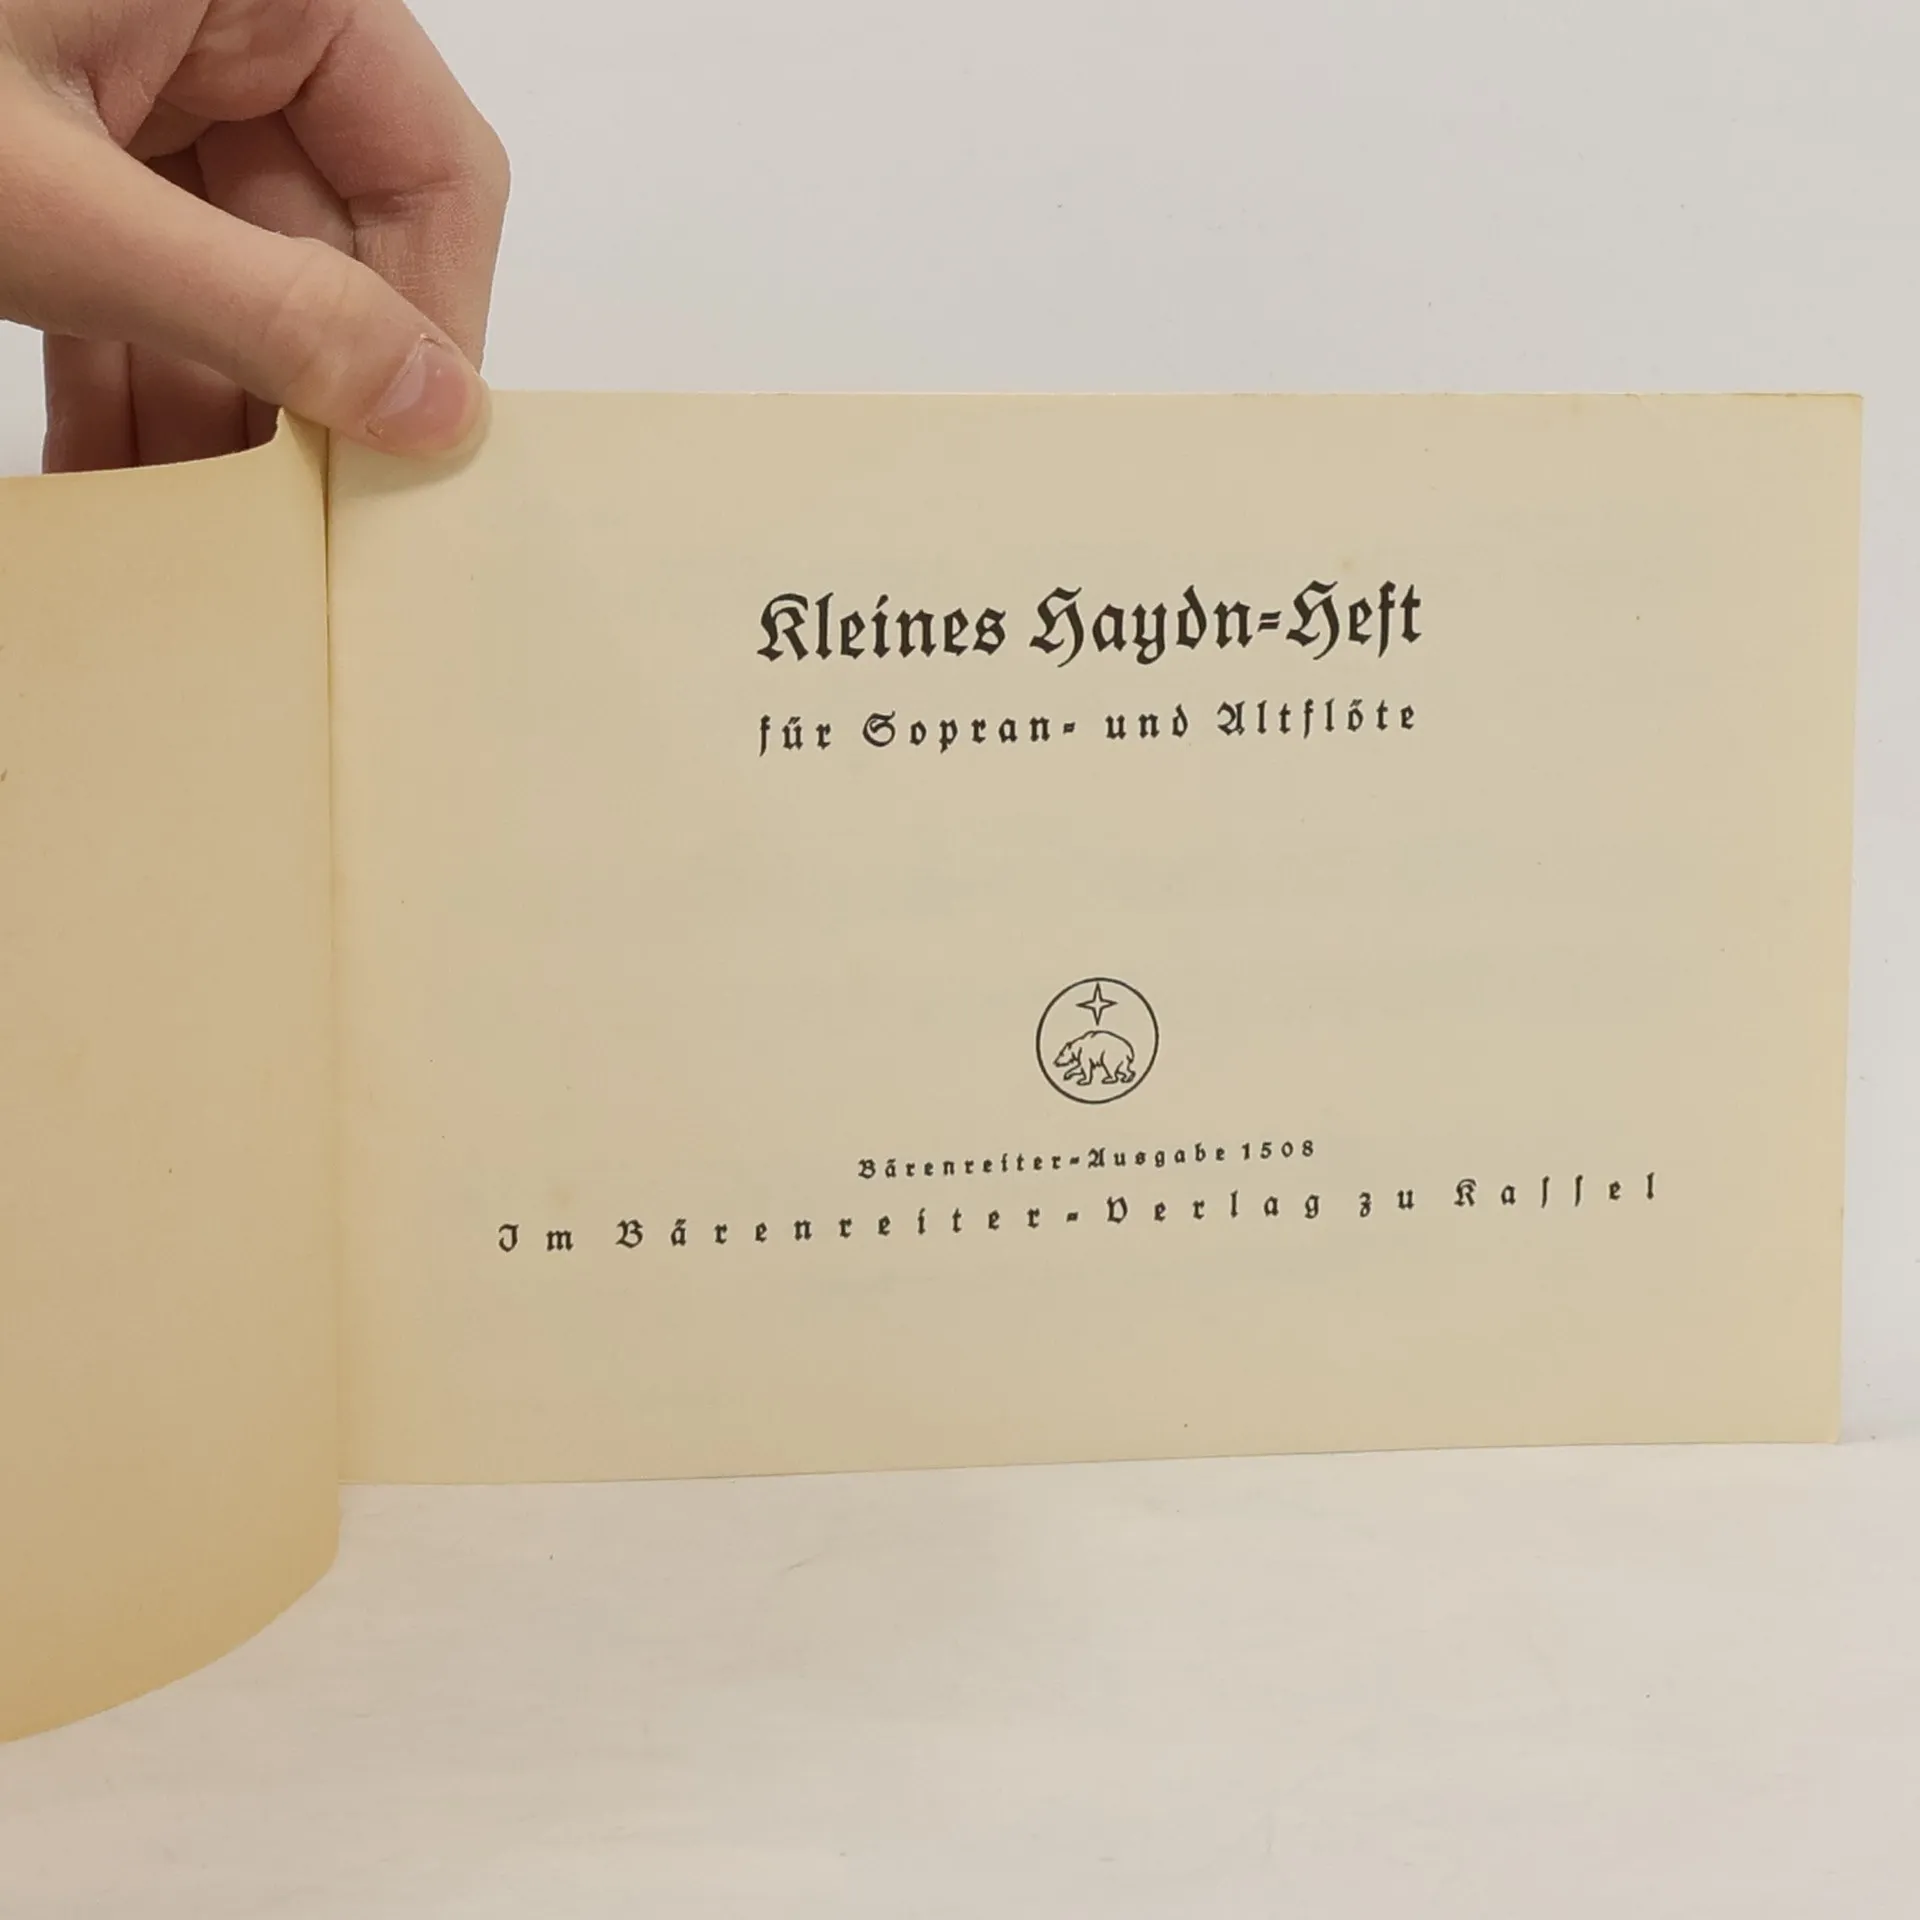 Kleines Haydn-Heft
für Sopran- und Altflöte
Bärenreiter-Ausgabe 1508
Im Bärenreiter-Verlag zu Kaſſel